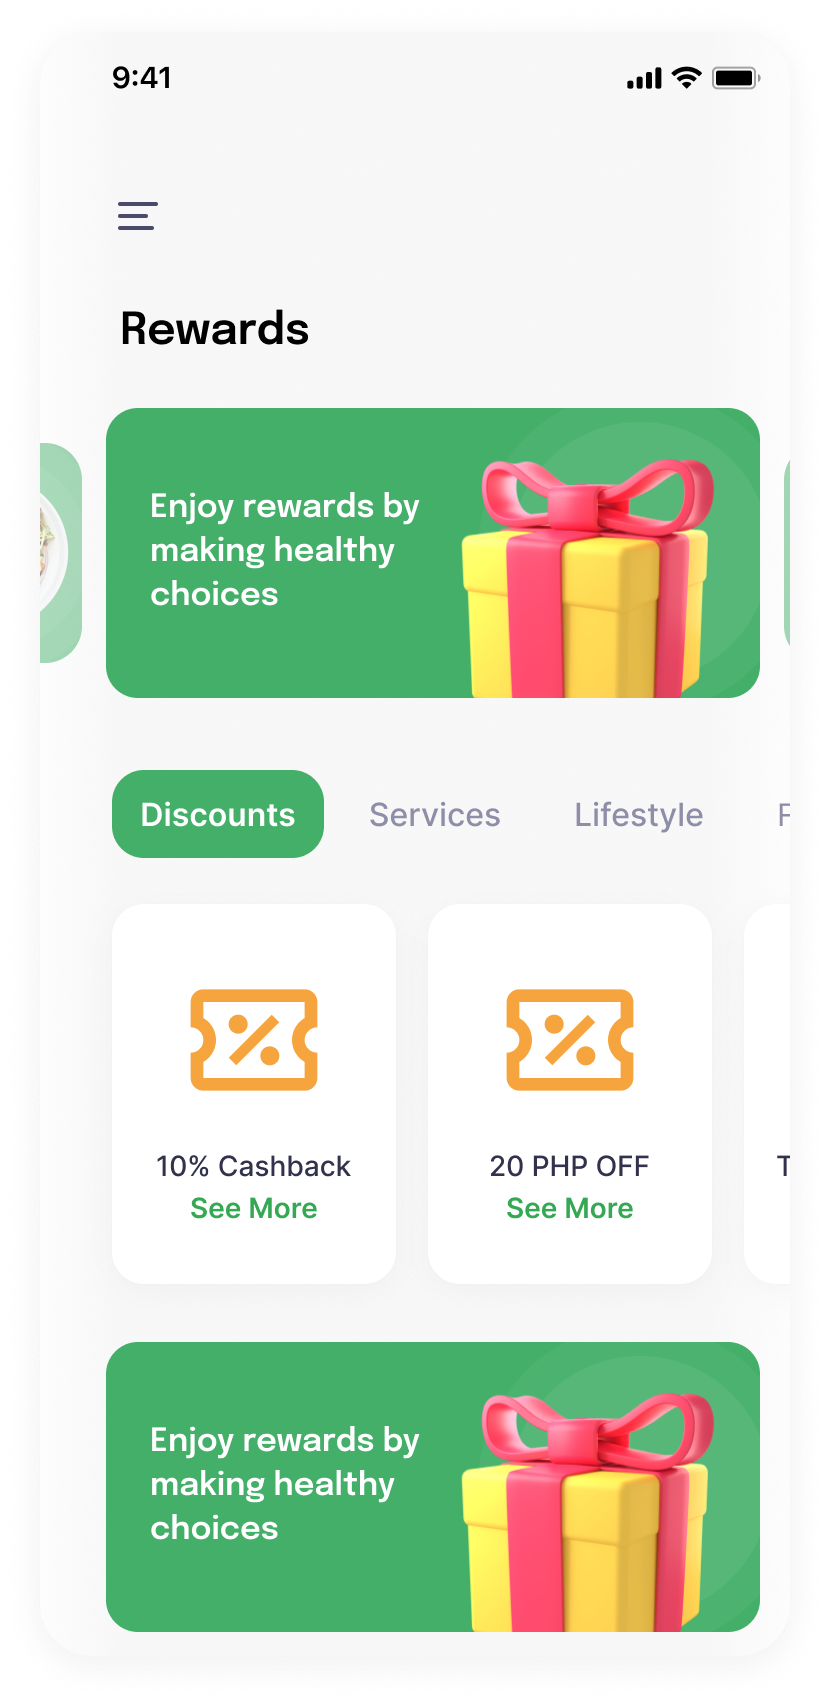 9:41
Rewards
Enjoy rewards by
making healthy
choices
Discounts Services Lifestyle
10% Cashback 20 PHP OFF
See More See More
Enjoy rewards by
making healthy
choices